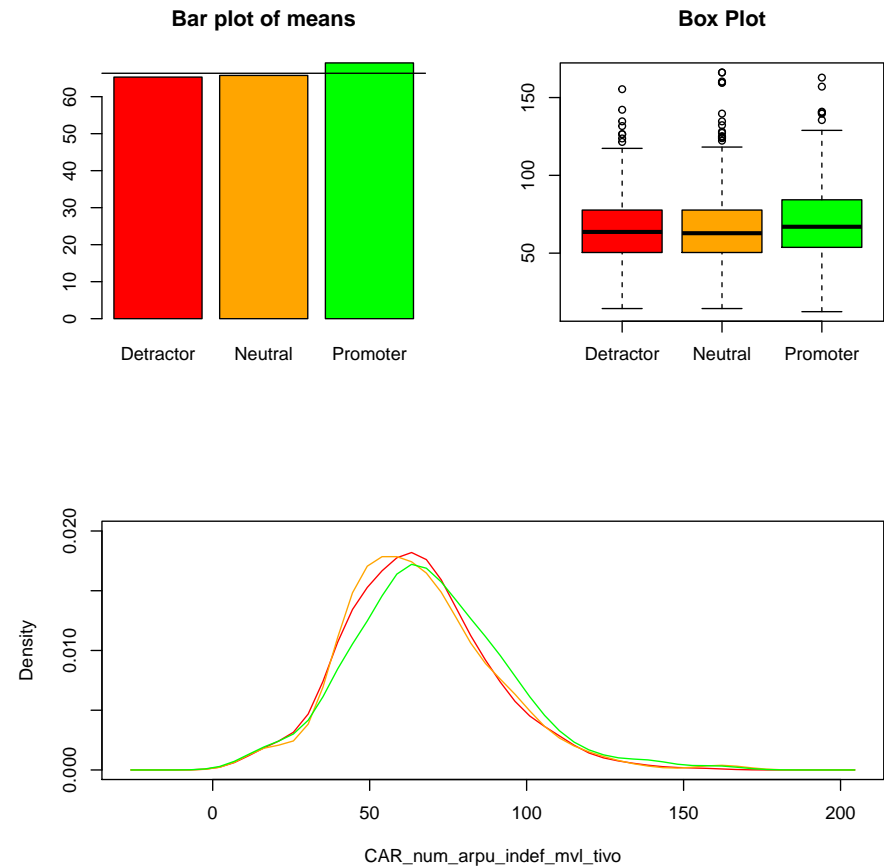 Bar plot of means
0 10 20 30 40 50 60
Detractor Neutral Promoter
Box Plot
50 100 150
Detractor Neutral Promoter
Density
0.000 0.010 0.020
0 50 100 150 200
CAR_num_arpu_indef_mvl_tivo